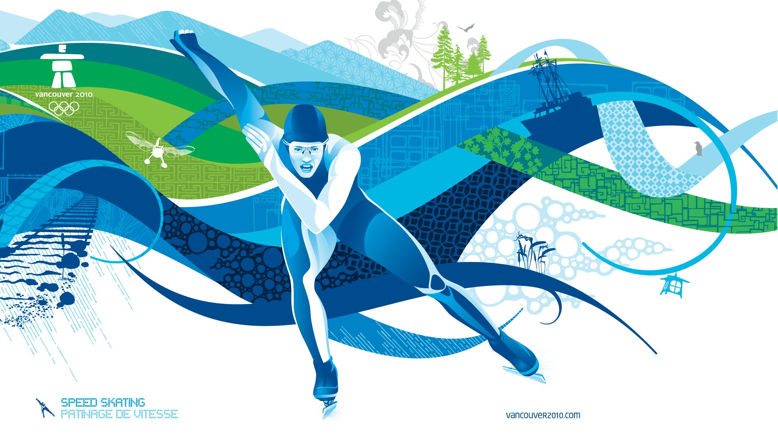 vancouver 2010
SPEED SKATING
PATINAGE DE VITESSE
vancouver2010.com